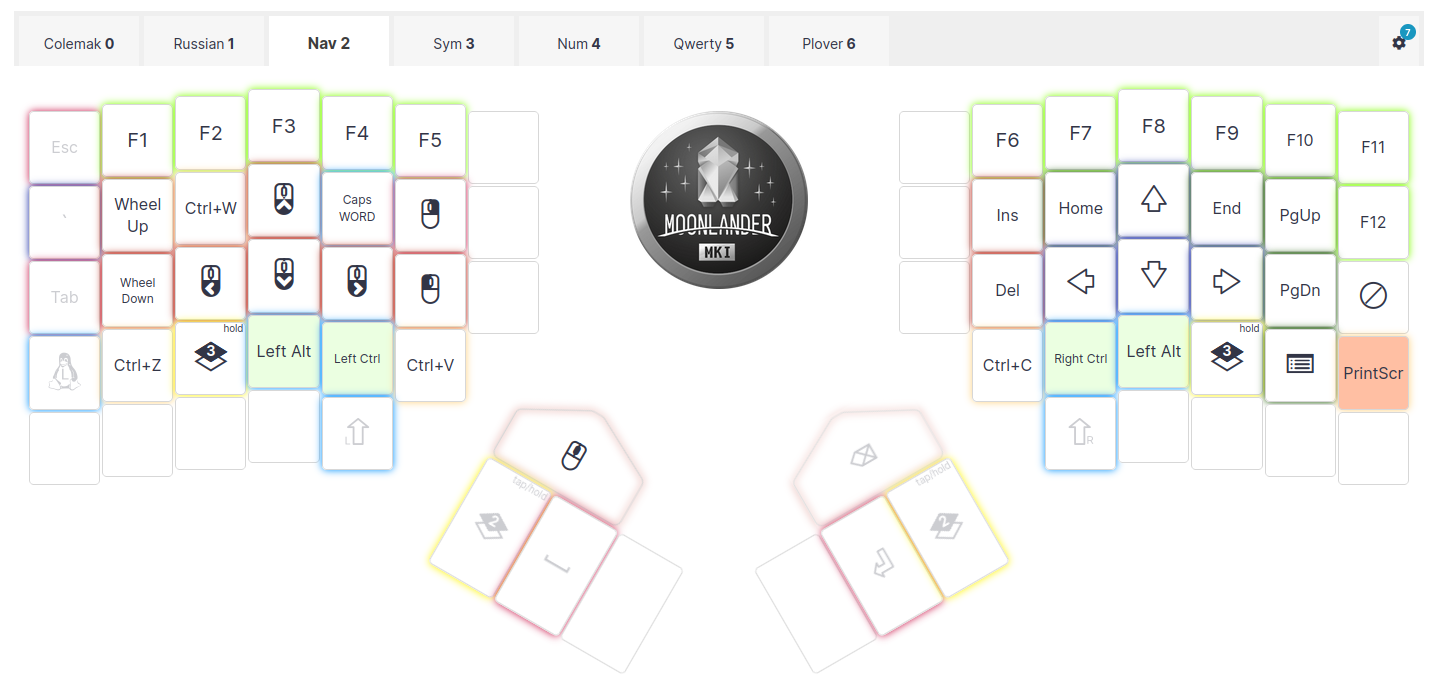 Colemak 0
Russian 1
Nav 2
Sym 3
Num 4
Qwerty 5
Plover 6
7
Esc
F1
F2
F3
F4
F5
F6
F7
F8
F9
F10
F11
`
Wheel
Up
Ctrl+W
Caps
WORD
MOONLANDER
MKI
Ins
Home
End
PgUp
F12
Tab
Wheel
Down
Del
PgDn
Ctrl+Z
hold
3
Left Alt
Left Ctrl
Ctrl+V
Ctrl+C
Right Ctrl
Left Alt
hold
3
PrintScr
L
R
tap/hold
2
tap/hold
2